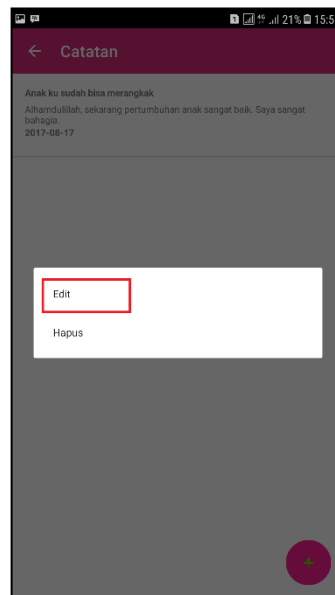 21% 15:5
Catatan
Anak ku sudah bisa merangkak
Alhamdulillah, sekarang pertumbuhan anak sangat baik. Saya sangat
bahagia.
2017-08-17
Edit
Hapus